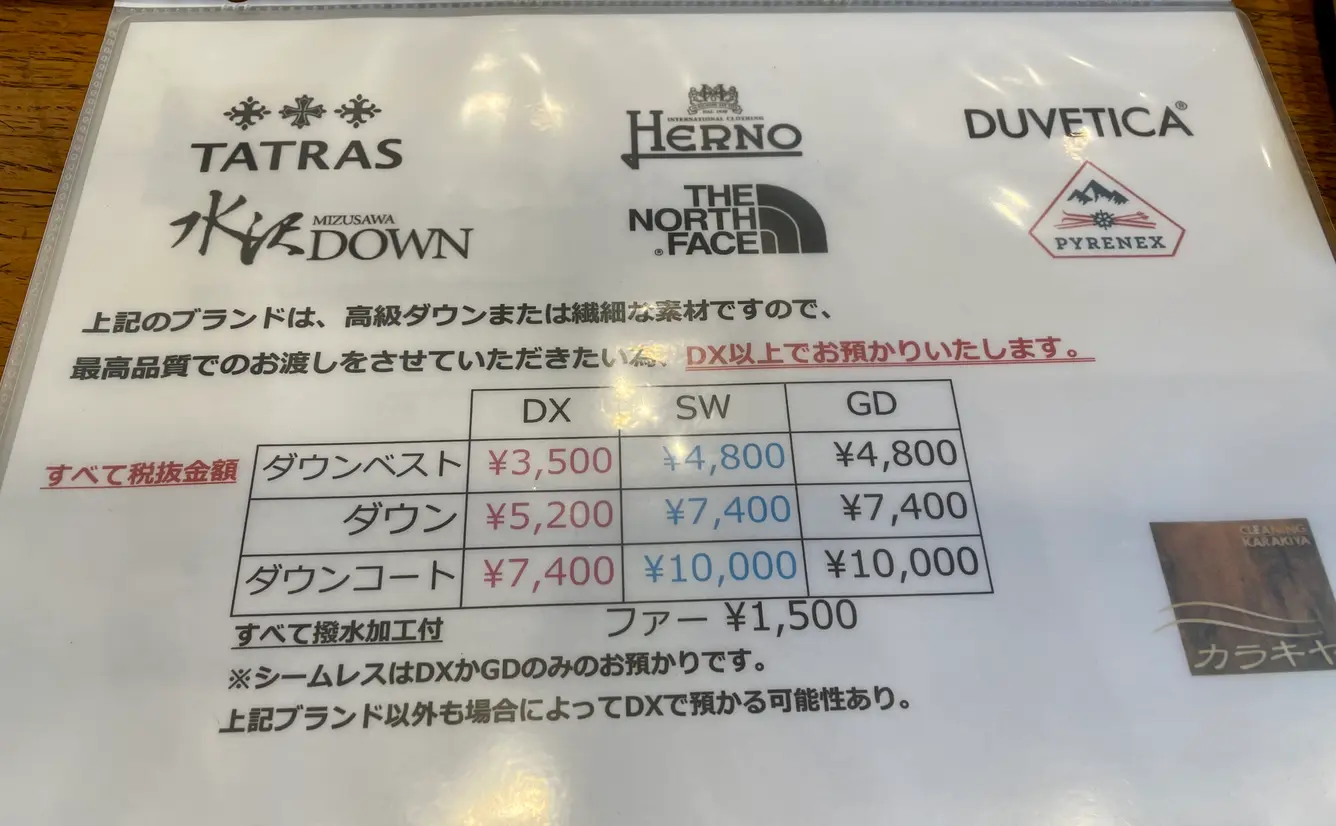 TATRAS
INTERNATIONAL CLOTHING
HERNO
DUVETICA®
水沢 MIZUSAWA DOWN
THE NORTH FACE®
PYRENEX
上記のブランドは、高級ダウンまたは繊細な素材ですので、
最高品質でのお渡しをさせていただきたい為、DX以上でお預かりいたします。
DX SW GD
すべて税抜金額
ダウンベスト ¥3,500 ¥4,800 ¥4,800
ダウン ¥5,200 ¥7,400 ¥7,400
ダウンコート ¥7,400 ¥10,000 ¥10,000
すべて撥水加工付 ファー ¥1,500
※シームレスはDXかGDのみのお預かりです。
上記ブランド以外も場合によってDXで預かる可能性あり。
CLEANING
KARAKIYA
カラキヤ